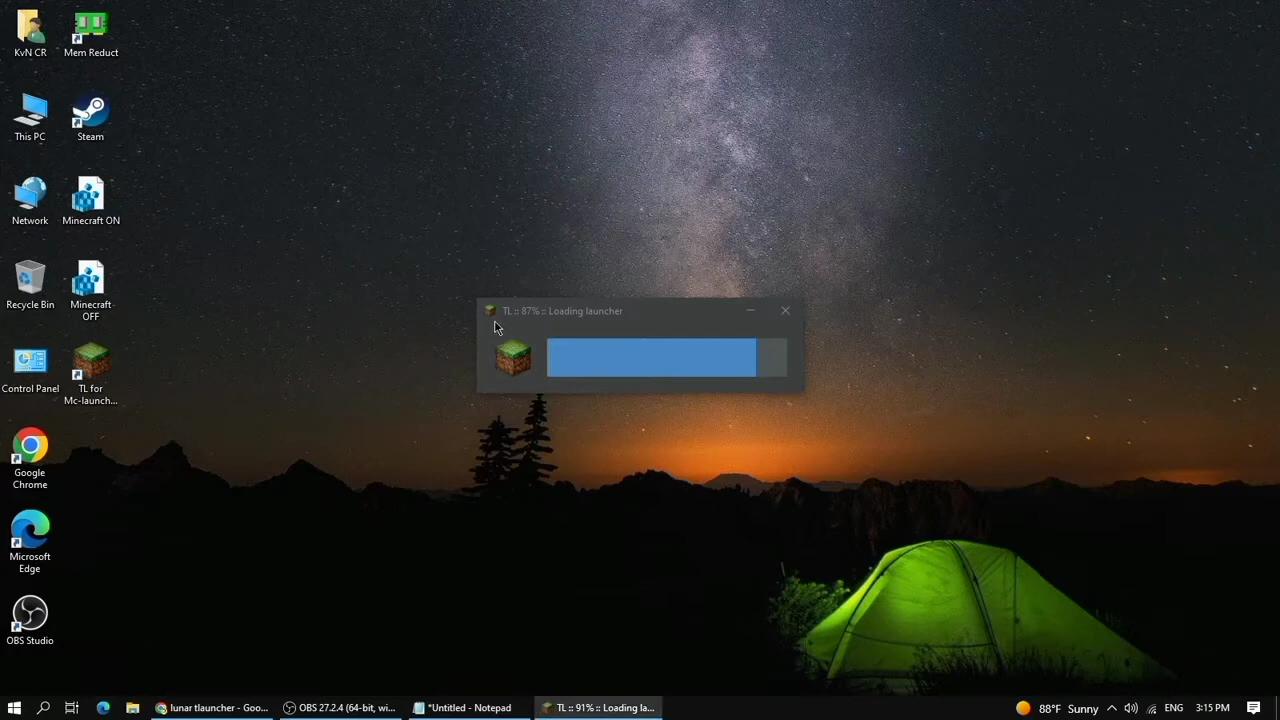 KvN CR
Mem Reduct
This PC
Steam
Network
Minecraft ON
Recycle Bin
Minecraft
OFF
Control Panel
TL for
Mc-launch...
Google
Chrome
Microsoft
Edge
OBS Studio
TL :: 87% :: Loading launcher
lunar tlauncher - Goo...
OBS 27.2.4 (64-bit, wi...
*Untitled - Notepad
TL :: 91% :: Loading la...
88°F Sunny
ENG
3:15 PM